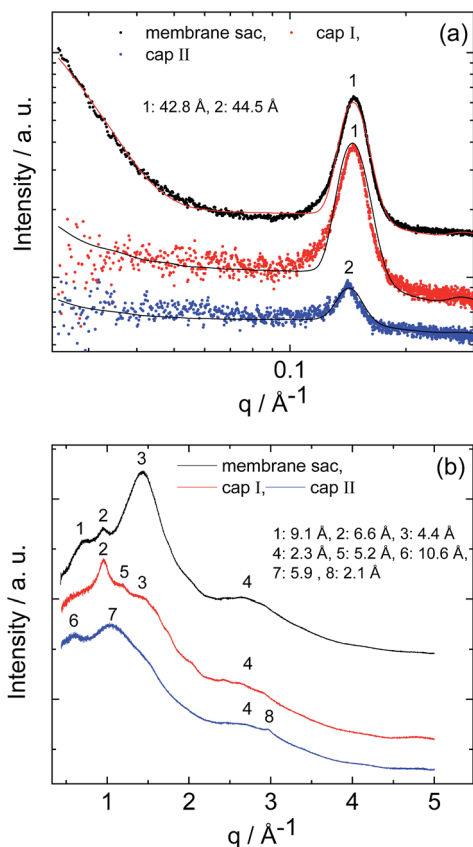 membrane sac, cap I,
cap II
(a)
1: 42.8 Å, 2: 44.5 Å
1
1
2
Intensity / a. u.
0.1
q / Å-1
membrane sac,
cap I, cap II
(b)
1: 9.1 Å, 2: 6.6 Å, 3: 4.4 Å
4: 2.3 Å, 5: 5.2 Å, 6: 10.6 Å,
7: 5.9 , 8: 2.1 Å
3
1 2
2
5 3
4
6 7
4
4 8
Intensity / a. u.
1 2 3 4 5
q / Å-1